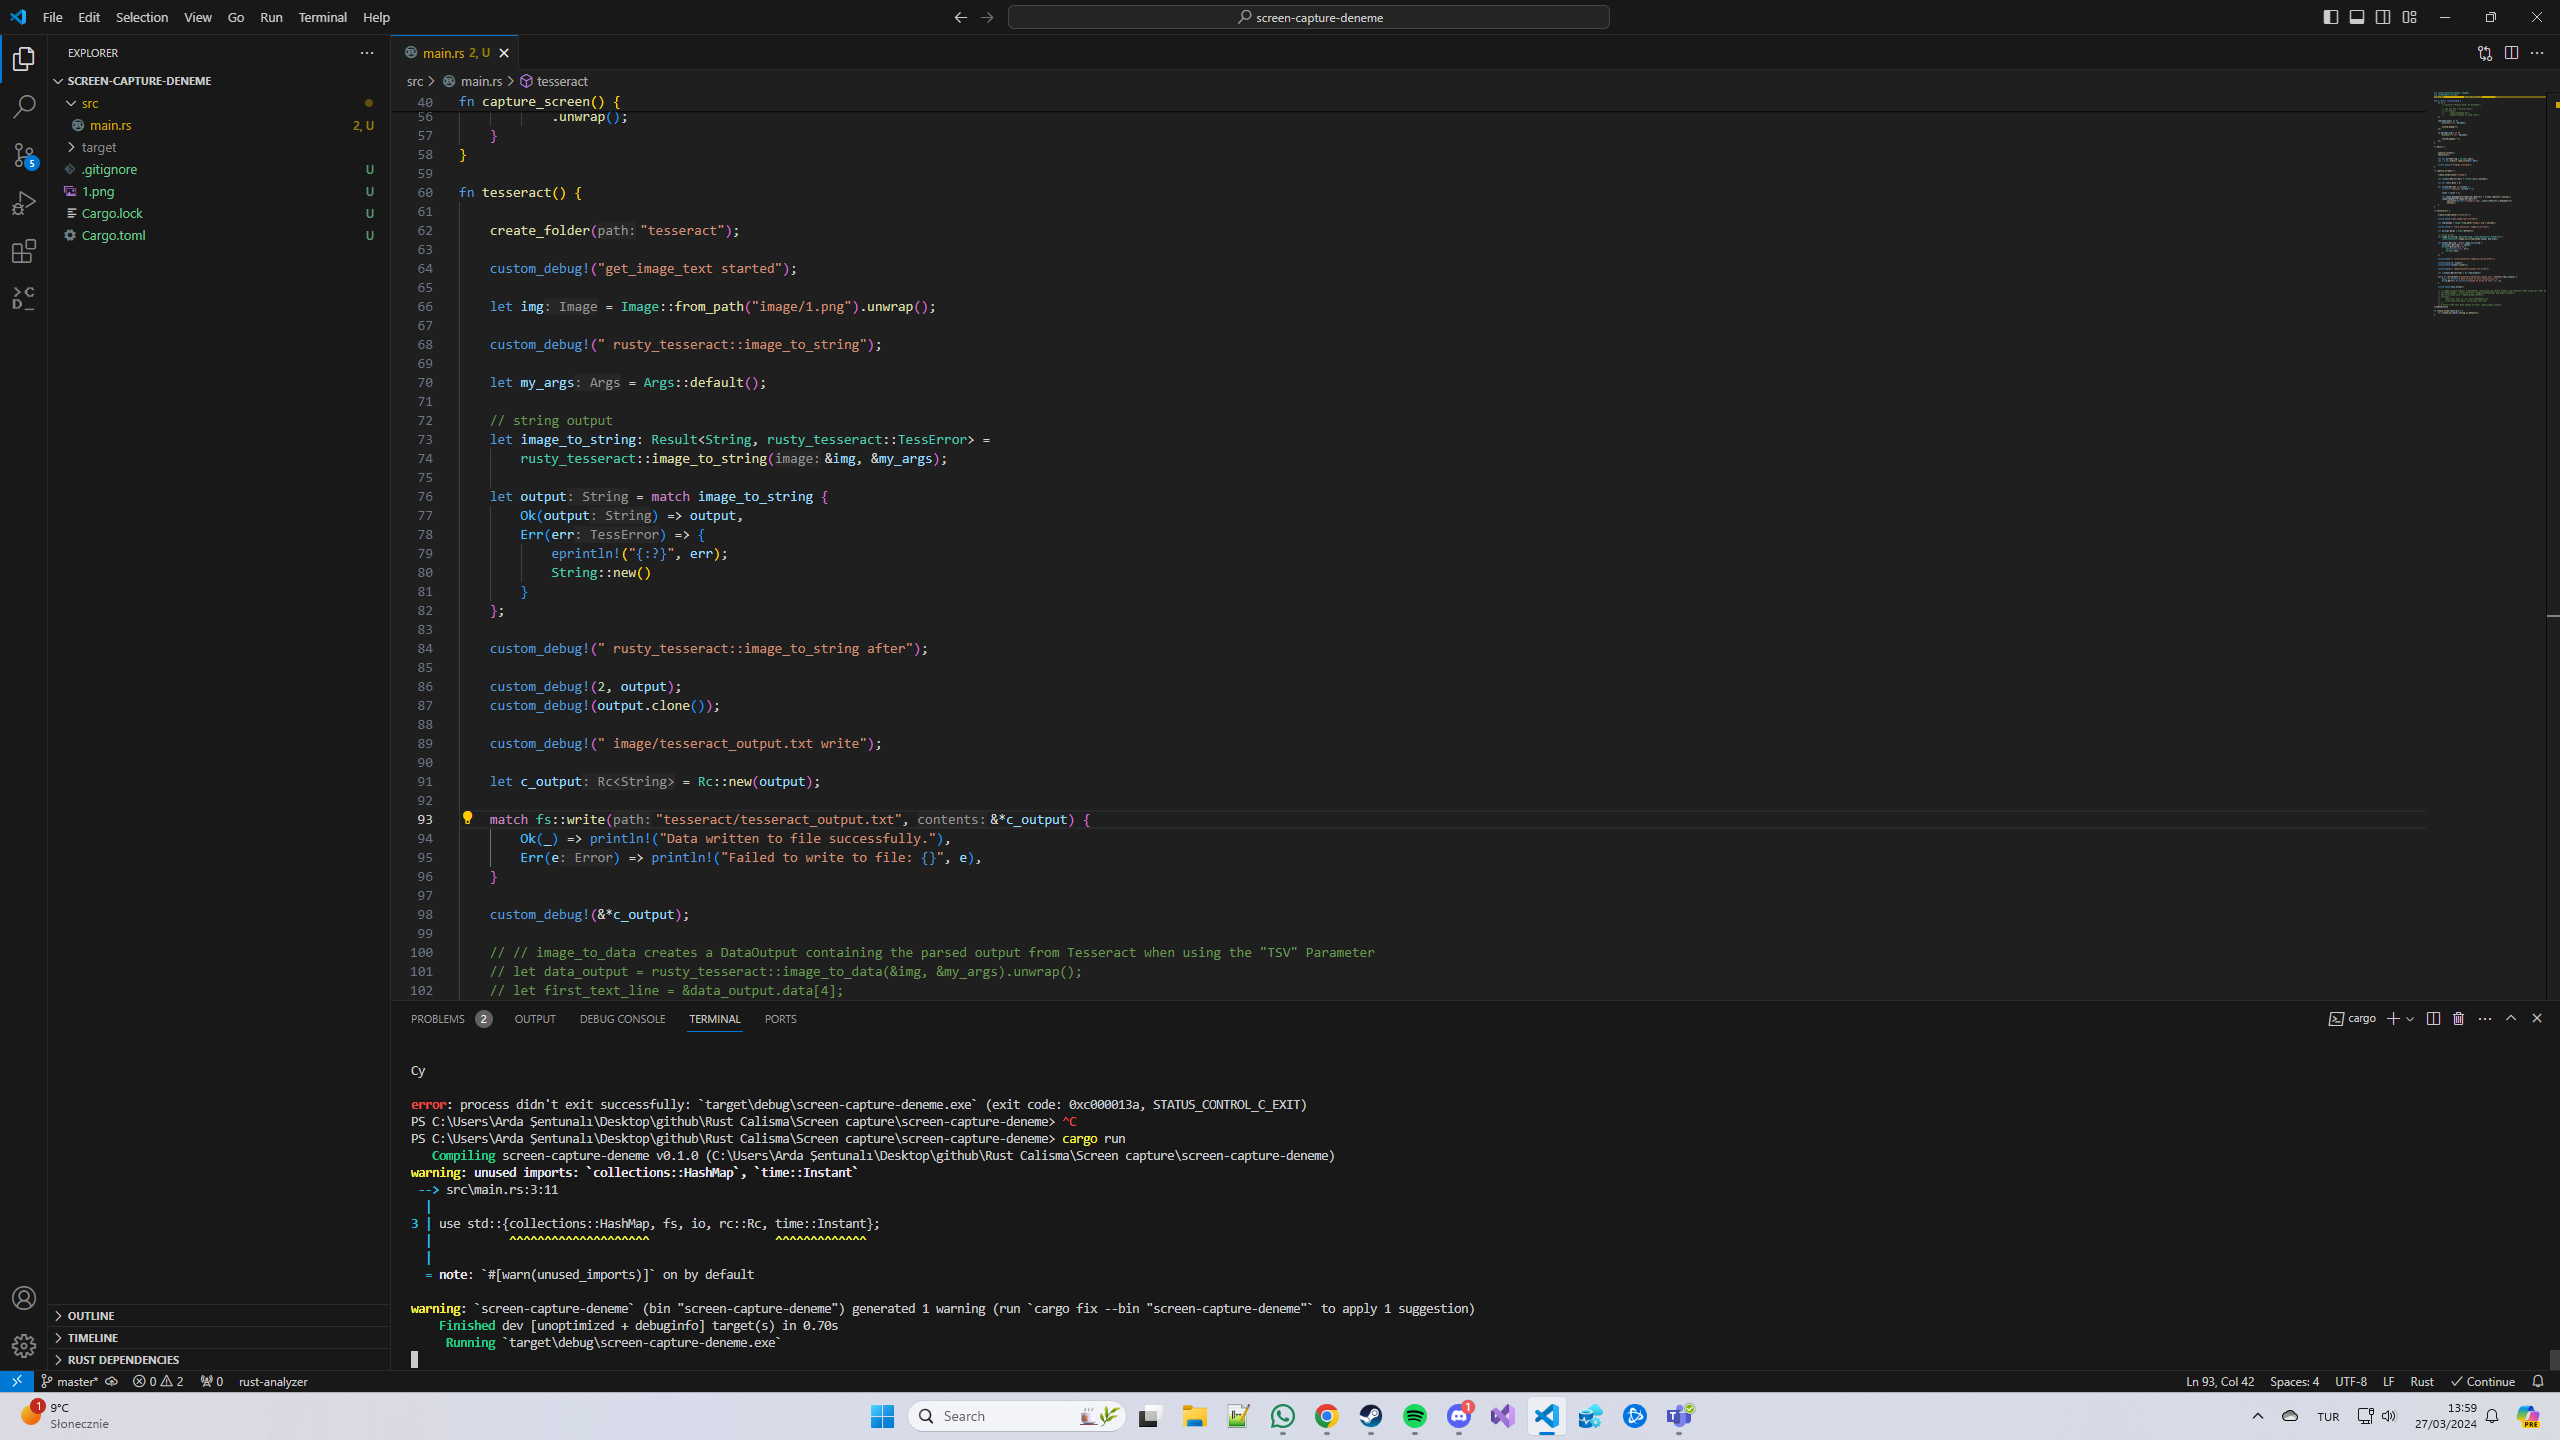 File Edit Selection View Go Run Terminal Help
screen-capture-deneme
EXPLORER
SCREEN-CAPTURE-DENEME
src
main.rs 2, U
target
.gitignore U
1.png U
Cargo.lock U
Cargo.toml U
5
OUTLINE
TIMELINE
RUST DEPENDENCIES
main.rs 2, U
src > main.rs > tesseract
40 fn capture_screen() {
56 .unwrap();
57 }
58 }
59
60 fn tesseract() {
61
62 create_folder(path: "tesseract");
63
64 custom_debug!("get_image_text started");
65
66 let img: Image = Image::from_path("image/1.png").unwrap();
67
68 custom_debug!(" rusty_tesseract::image_to_string");
69
70 let my_args: Args = Args::default();
71
72 // string output
73 let image_to_string: Result<String, rusty_tesseract::TessError> =
74 rusty_tesseract::image_to_string(image: &img, &my_args);
75
76 let output: String = match image_to_string {
77 Ok(output: String) => output,
78 Err(err: TessError) => {
79 eprintln!("{:?}", err);
80 String::new()
81 }
82 };
83
84 custom_debug!(" rusty_tesseract::image_to_string after");
85
86 custom_debug!(2, output);
87 custom_debug!(output.clone());
88
89 custom_debug!(" image/tesseract_output.txt write");
90
91 let c_output: Rc<String> = Rc::new(output);
92
93 match fs::write(path: "tesseract/tesseract_output.txt", contents: &*c_output) {
94 Ok(_) => println!("Data written to file successfully."),
95 Err(e: Error) => println!("Failed to write to file: {}", e),
96 }
97
98 custom_debug!(&*c_output);
99
100 // // image_to_data creates a DataOutput containing the parsed output from Tesseract when using the "TSV" Parameter
101 // let data_output = rusty_tesseract::image_to_data(&img, &my_args).unwrap();
102 // let first_text_line = &data_output.data[4];
PROBLEMS 2 OUTPUT DEBUG CONSOLE TERMINAL PORTS
cargo
Cy
error: process didn't exit successfully: `target\debug\screen-capture-deneme.exe` (exit code: 0xc000013a, STATUS_CONTROL_C_EXIT)
PS C:\Users\Arda Şentunalı\Desktop\github\Rust Calisma\Screen capture\screen-capture-deneme> ^C
PS C:\Users\Arda Şentunalı\Desktop\github\Rust Calisma\Screen capture\screen-capture-deneme> cargo run
Compiling screen-capture-deneme v0.1.0 (C:\Users\Arda Şentunalı\Desktop\github\Rust Calisma\Screen capture\screen-capture-deneme)
warning: unused imports: `collections::HashMap`, `time::Instant`
--> src\main.rs:3:11
|
3 | use std::{collections::HashMap, fs, io, rc::Rc, time::Instant};
| ^^^^^^^^^^^^^^^^^^^^ ^^^^^^^^^^^^^
|
= note: `#[warn(unused_imports)]` on by default
warning: `screen-capture-deneme` (bin "screen-capture-deneme") generated 1 warning (run `cargo fix --bin "screen-capture-deneme"` to apply 1 suggestion)
Finished dev [unoptimized + debuginfo] target(s) in 0.70s
Running `target\debug\screen-capture-deneme.exe`
master* 0 2 0 rust-analyzer
Ln 93, Col 42 Spaces: 4 UTF-8 LF Rust Continue
1
9°C
Słonecznie
Search
1
TUR
13:59
27/03/2024
PRE